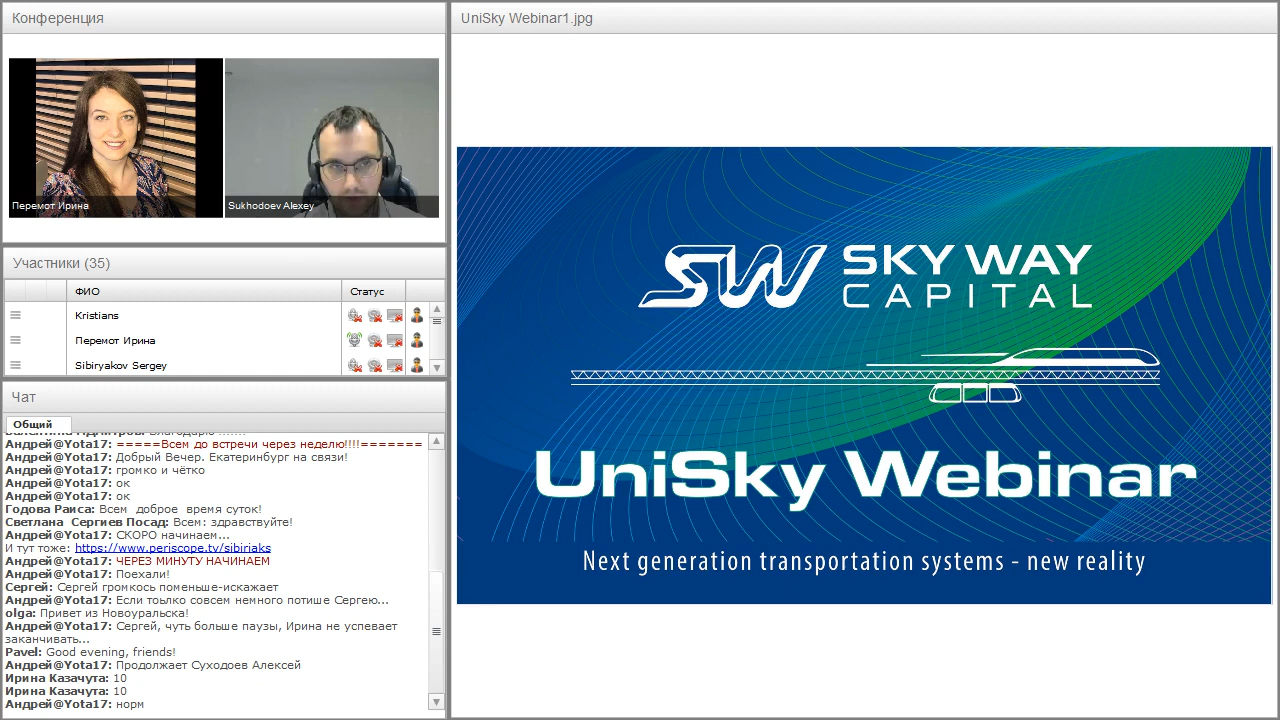 Конференция
Перемот Ирина
Sukhodoev Alexey
Участники (35)
ФИО
Статус
Kristians
Перемот Ирина
Sibiryakov Sergey
Чат
Общий
Андрей@Yota17: =====Всем до встречи через неделю!!!!=======
Андрей@Yota17: Добрый Вечер. Екатеринбург на связи!
Андрей@Yota17: громко и чётко
Андрей@Yota17: ок
Андрей@Yota17: ок
Годова Раиса: Всем доброе время суток!
Светлана Сергиев Посад: Всем: здравствуйте!
Андрей@Yota17: СКОРО начинаем...
И тут тоже: https://www.periscope.tv/sibiriaks
Андрей@Yota17: ЧЕРЕЗ МИНУТУ НАЧИНАЕМ
Андрей@Yota17: Поехали!
Сергей: Сергей громкось поменьше-искажает
Андрей@Yota17: Если тоьлко совсем немного потише Сергею...
olga: Привет из Новоуральска!
Андрей@Yota17: Сергей, чуть больше паузы, Ирина не успевает
заканчивать...
Pavel: Good evening, friends!
Андрей@Yota17: Продолжает Суходоев Алексей
Ирина Казачута: 10
Ирина Казачута: 10
Андрей@Yota17: норм
UniSky Webinar1.jpg
SW SKY WAY
CAPITAL
UniSky Webinar
Next generation transportation systems - new reality